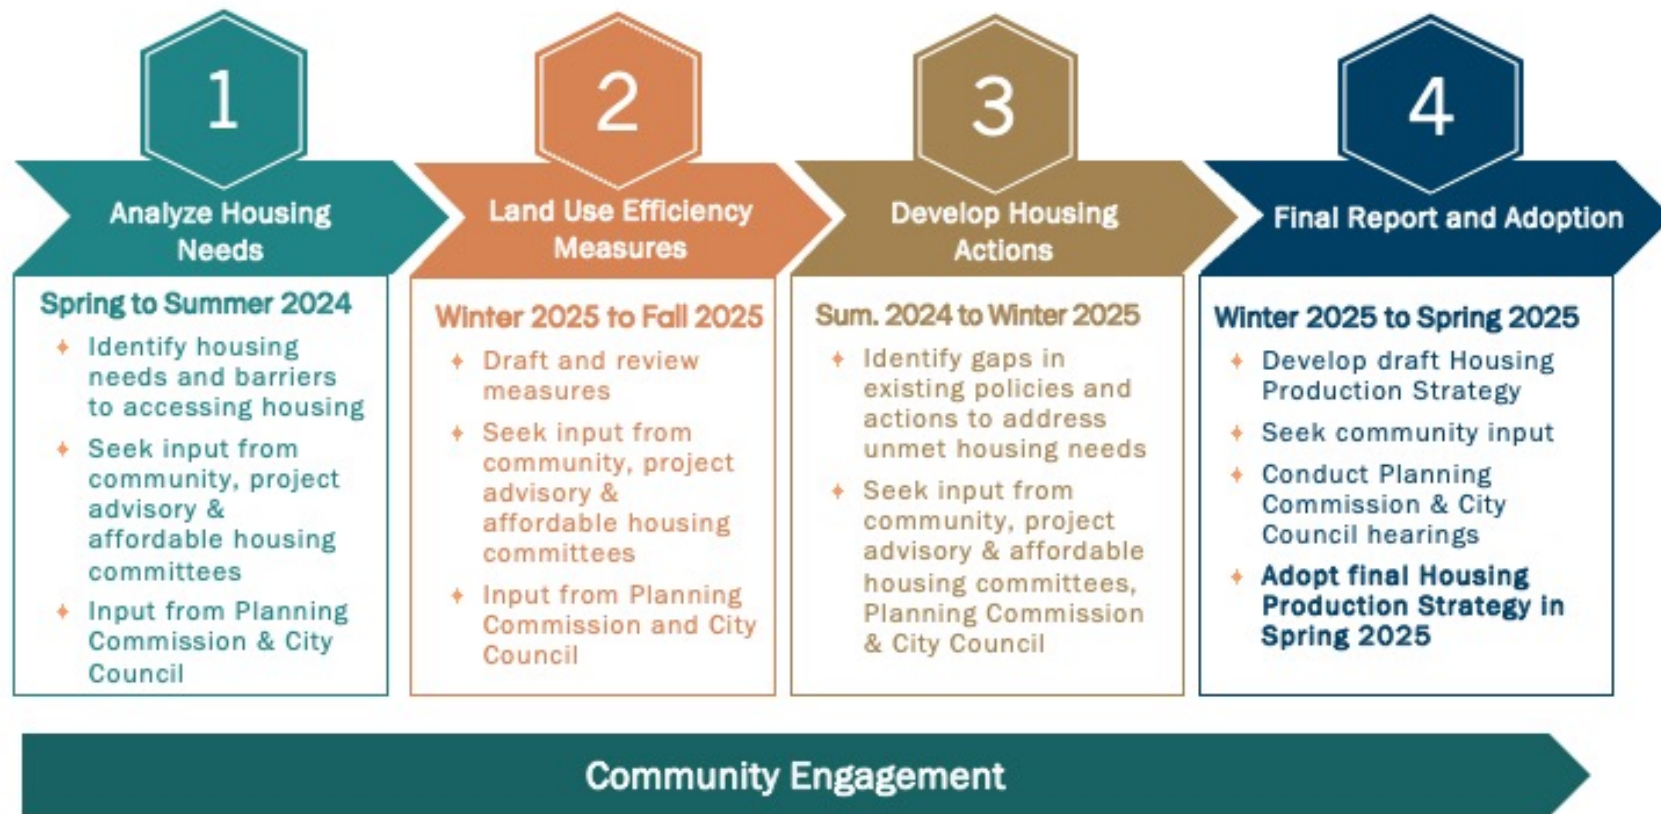 1
Analyze Housing
Needs
Spring to Summer 2024
Identify housing
needs and barriers
to accessing housing
Seek input from
community, project
advisory &
affordable housing
committees
Input from Planning
Commission & City
Council
2
Land Use Efficiency
Measures
Winter 2025 to Fall 2025
Draft and review
measures
Seek input from
community, project
advisory &
affordable housing
committees
Input from Planning
Commission and City
Council
3
Develop Housing
Actions
Sum. 2024 to Winter 2025
Identify gaps in
existing policies and
actions to address
unmet housing needs
Seek input from
community, project
advisory & affordable
housing committees,
Planning Commission
& City Council
4
Final Report and Adoption
Winter 2025 to Spring 2025
Develop draft Housing
Production Strategy
Seek community input
Conduct Planning
Commission & City
Council hearings
Adopt final Housing
Production Strategy in
Spring 2025
Community Engagement